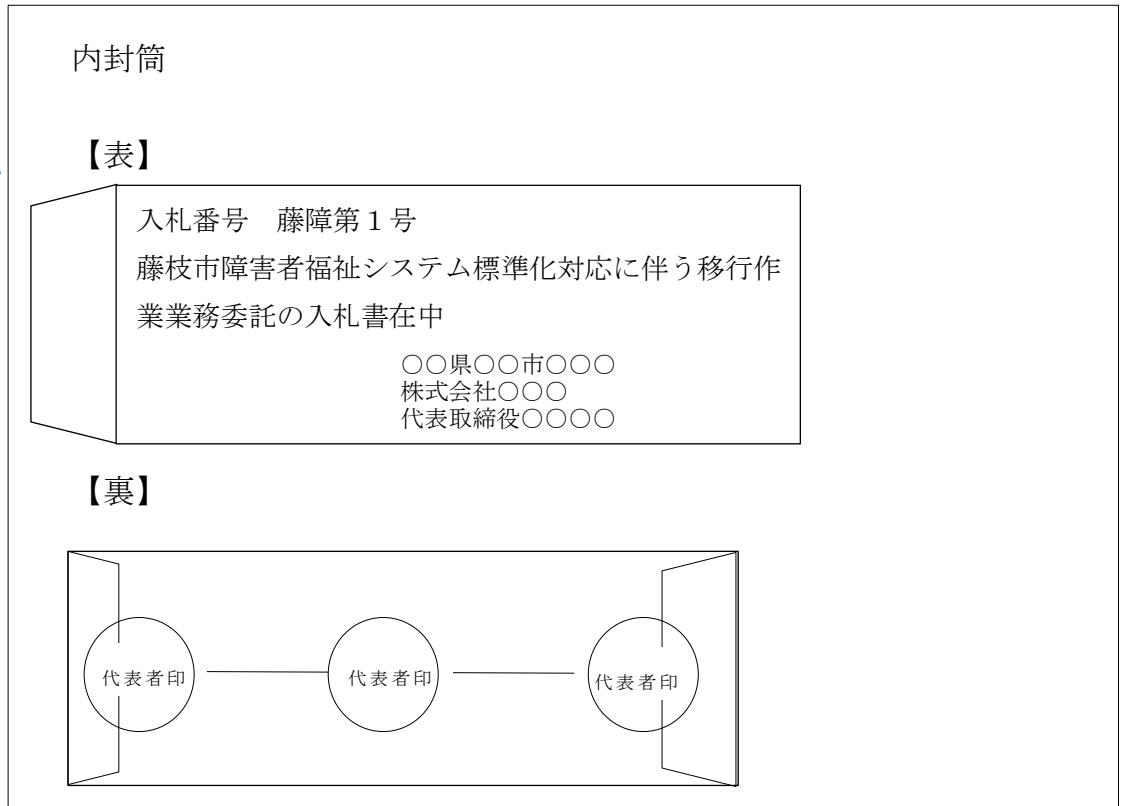 内封筒
【表】
入札番号　藤障第１号
藤枝市障害者福祉システム標準化対応に伴う移行作
業業務委託の入札書在中
○○県○○市○○○
株式会社○○○
代表取締役○○○○
【裏】
代表者印
代表者印
代表者印